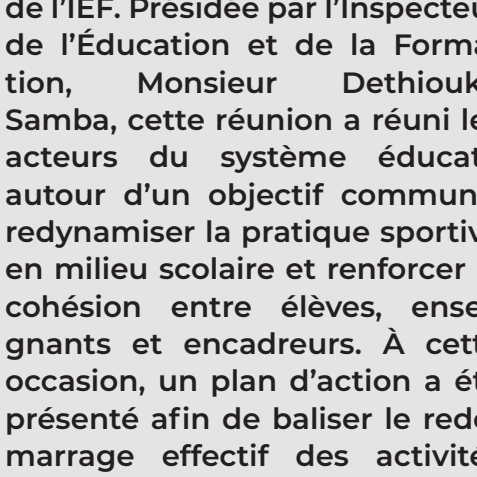 de l'IEF. Présidée par l'Inspecteu
de l'Éducation et de la Forma
tion, Monsieur Dethiouk
Samba, cette réunion a réuni le
acteurs du système éducat
autour d'un objectif commun
redynamiser la pratique sportiv
en milieu scolaire et renforcer
cohésion entre élèves, ense
gnants et encadreurs. À cett
occasion, un plan d'action a ét
présenté afin de baliser le redé
marrage effectif des activité